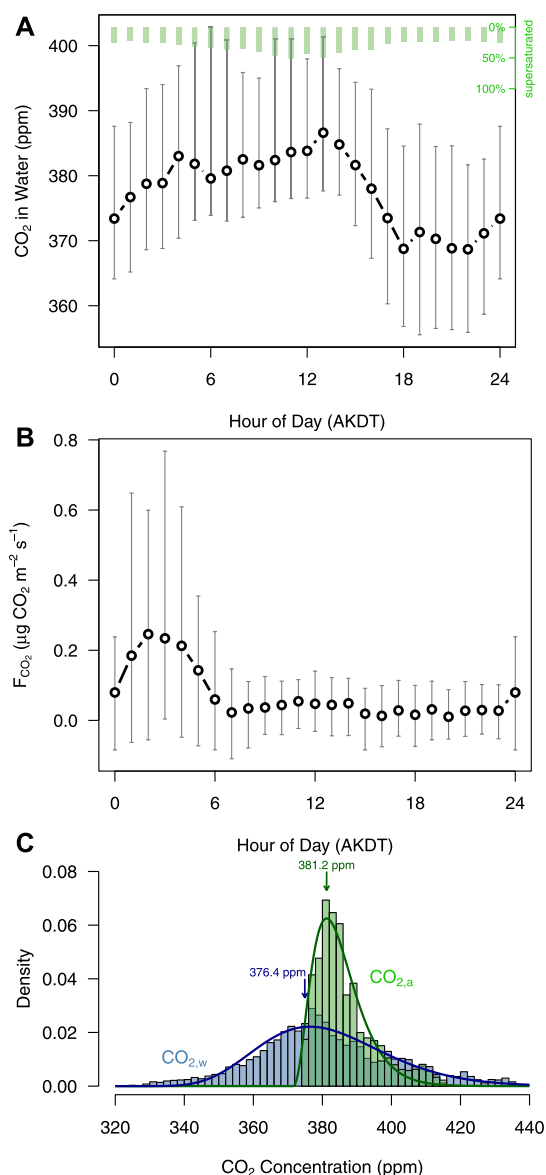 A
400
390
380
370
360
CO2 in Water (ppm)
0%
50%
100%
supersaturated
0 6 12 18 24
Hour of Day (AKDT)
B
0.8
0.6
0.4
0.2
0.0
FCO2 (µg CO2 m−2 s−1)
0 6 12 18 24
Hour of Day (AKDT)
C
381.2 ppm
0.08
0.06
0.04
0.02
0.00
Density
376.4 ppm
CO2,a
CO2,w
320 340 360 380 400 420 440
CO2 Concentration (ppm)